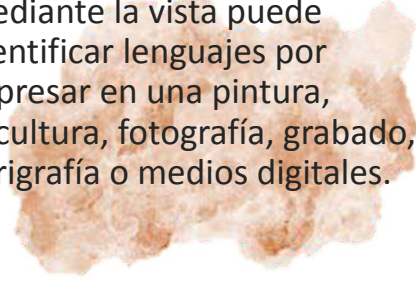 ediante la vista puede
entificar lenguajes por
presar en una pintura,
cultura, fotografía, grabado,
rigrafía o medios digitales.